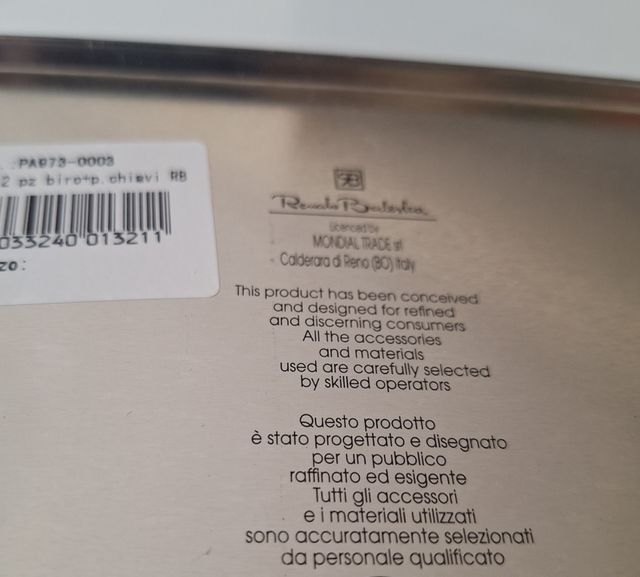 .:PA973-0003
2 pz biro+p.chiavi RB
033240 013211
zo:
RB
Renato Balestra
Licenced by
MONDIAL TRADE srl
Calderara di Reno (BO) Italy
This product has been conceived
and designed for refined
and discerning consumers
All the accessories
and materials
used are carefully selected
by skilled operators
Questo prodotto
è stato progettato e disegnato
per un pubblico
raffinato ed esigente
Tutti gli accessori
e i materiali utilizzati
sono accuratamente selezionati
da personale qualificato